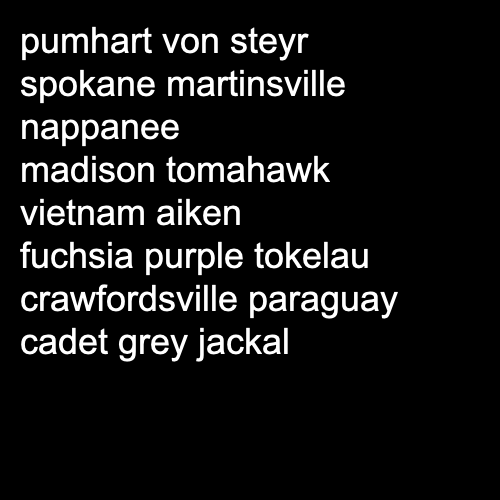 pumhart von steyr
spokane martinsville
nappanee
madison tomahawk
vietnam aiken
fuchsia purple tokelau
crawfordsville paraguay
cadet grey jackal